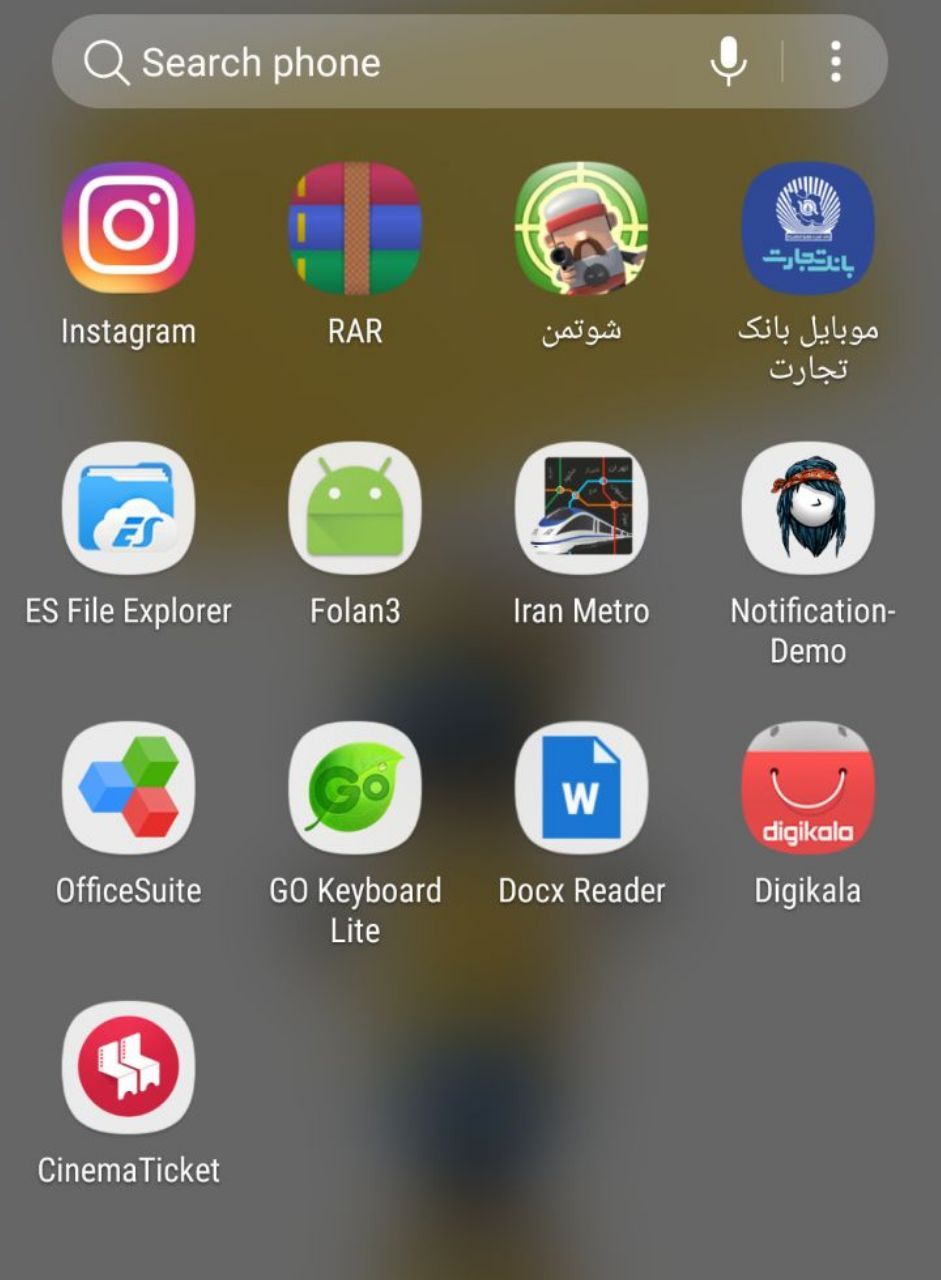 Search phone
بانک تجارت
Instagram
RAR
شوتمن
موبایل بانک
تجارت
ES
ES File Explorer
Folan3
Iran Metro
Notification-
Demo
GO
W
digikala
OfficeSuite
GO Keyboard
Lite
Docx Reader
Digikala
CinemaTicket